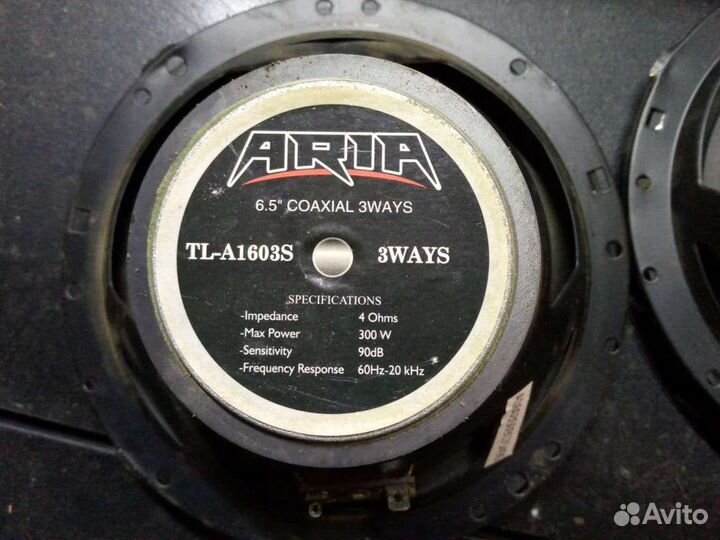 ARIA
6.5" COAXIAL 3WAYS
TL-A1603S 3WAYS
SPECIFICATIONS
-Impedance 4 Ohms
-Max Power 300 W
-Sensitivity 90dB
-Frequency Response 60Hz-20 kHz
Avito